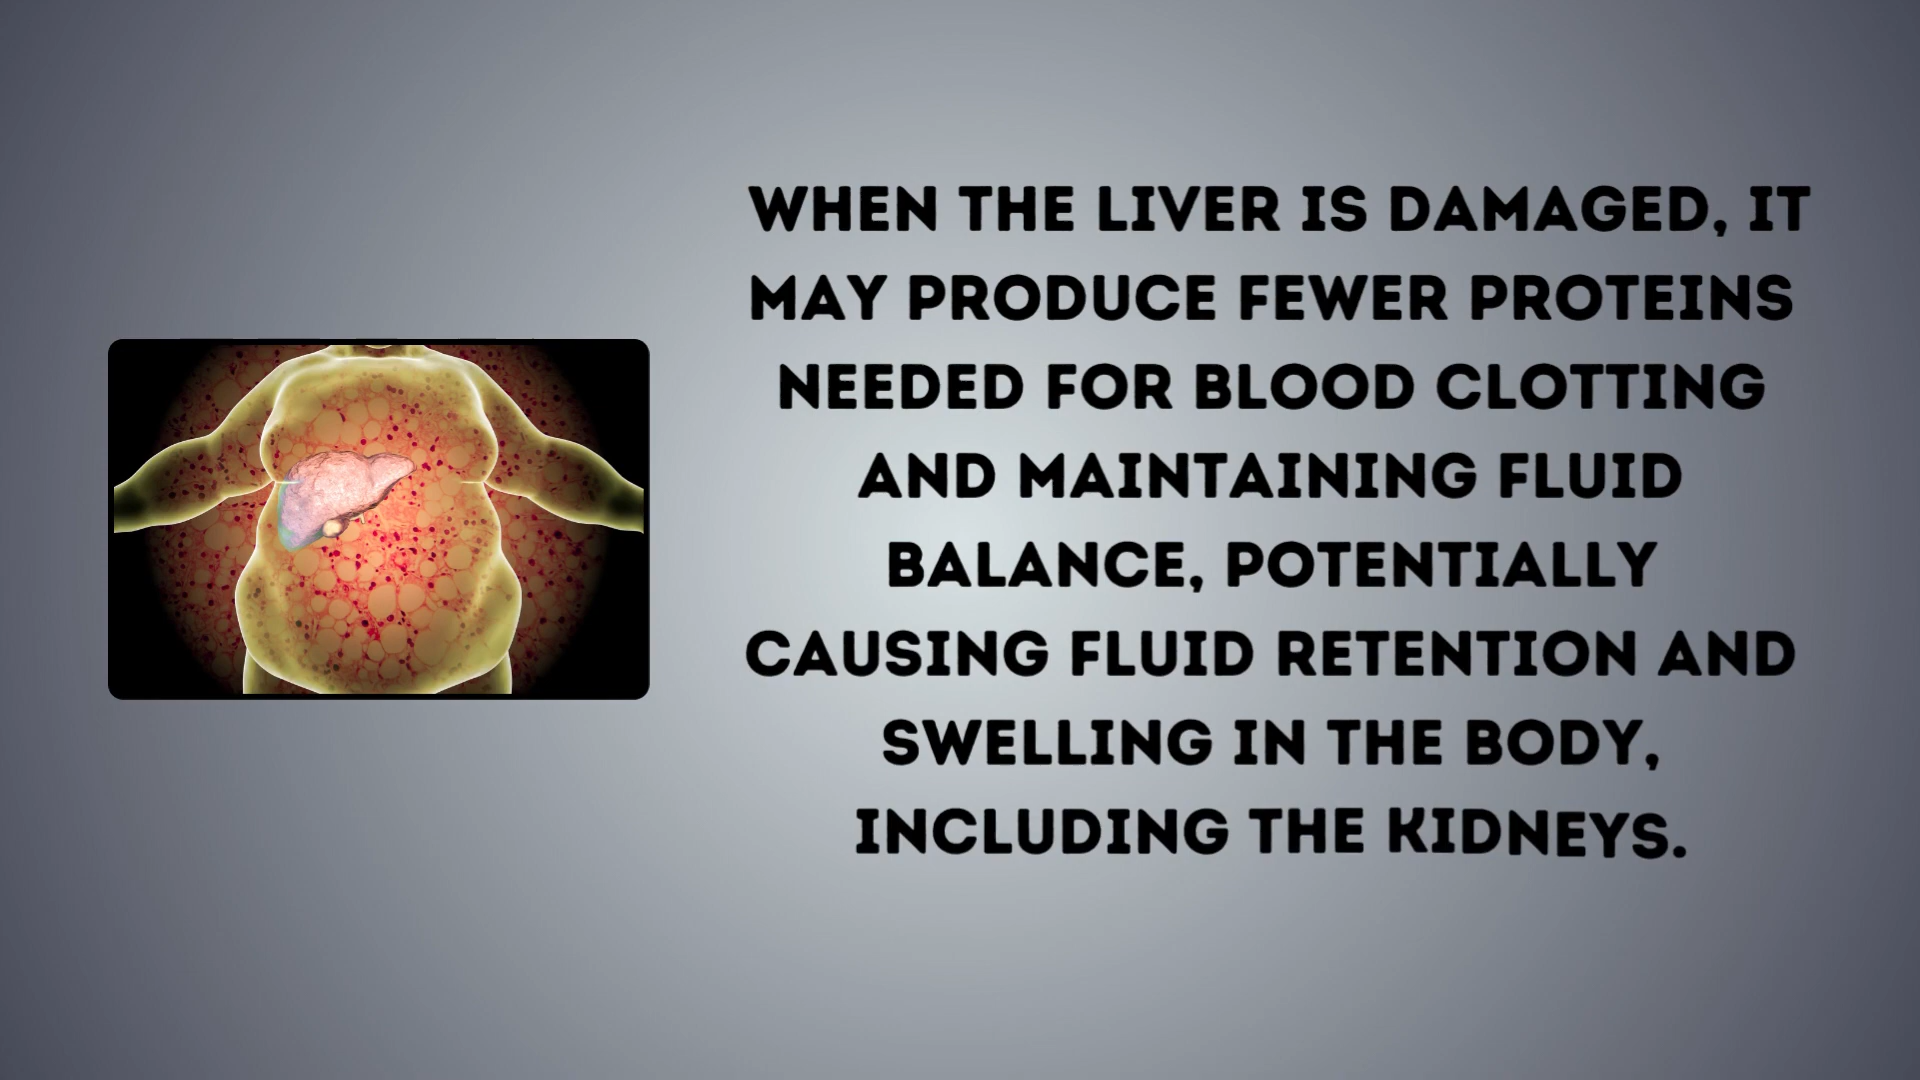 WHEN THE LIVER IS DAMAGED, IT
MAY PRODUCE FEWER PROTEINS
NEEDED FOR BLOOD CLOTTING
AND MAINTAINING FLUID
BALANCE, POTENTIALLY
CAUSING FLUID RETENTION AND
SWELLING IN THE BODY,
INCLUDING THE KIDNEYS.